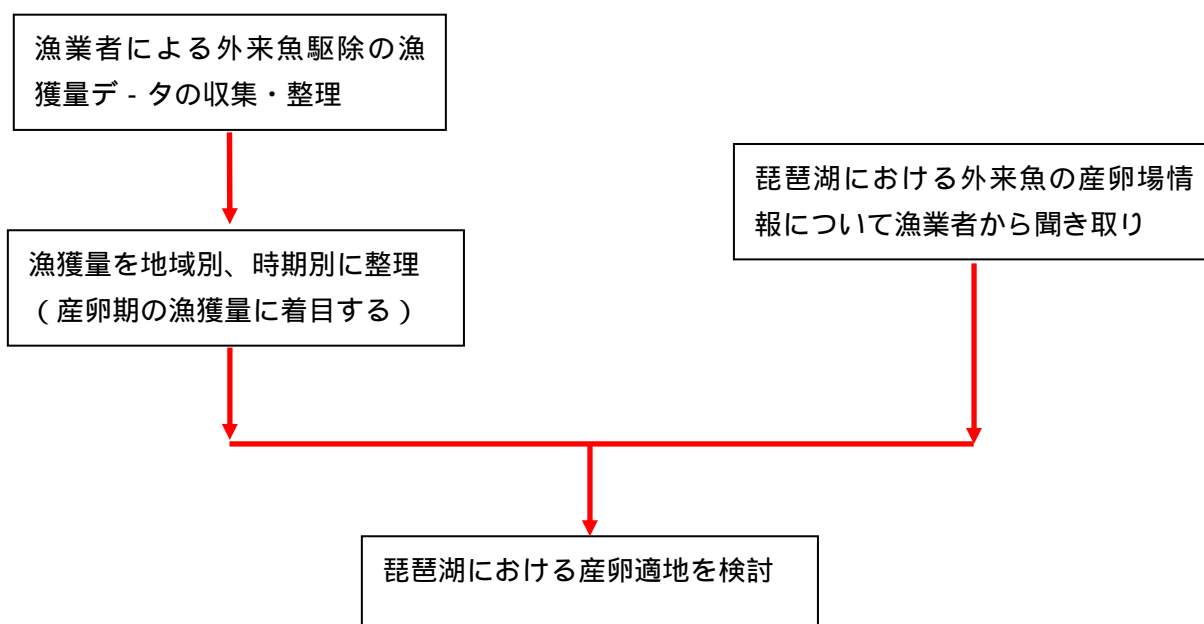 漁業者による外来魚駆除の漁
獲量デ - タの収集・整理
琵琶湖における外来魚の産卵場情
報について漁業者から聞き取り
漁獲量を地域別、時期別に整理
（産卵期の漁獲量に着目する）
琵琶湖における産卵適地を検討